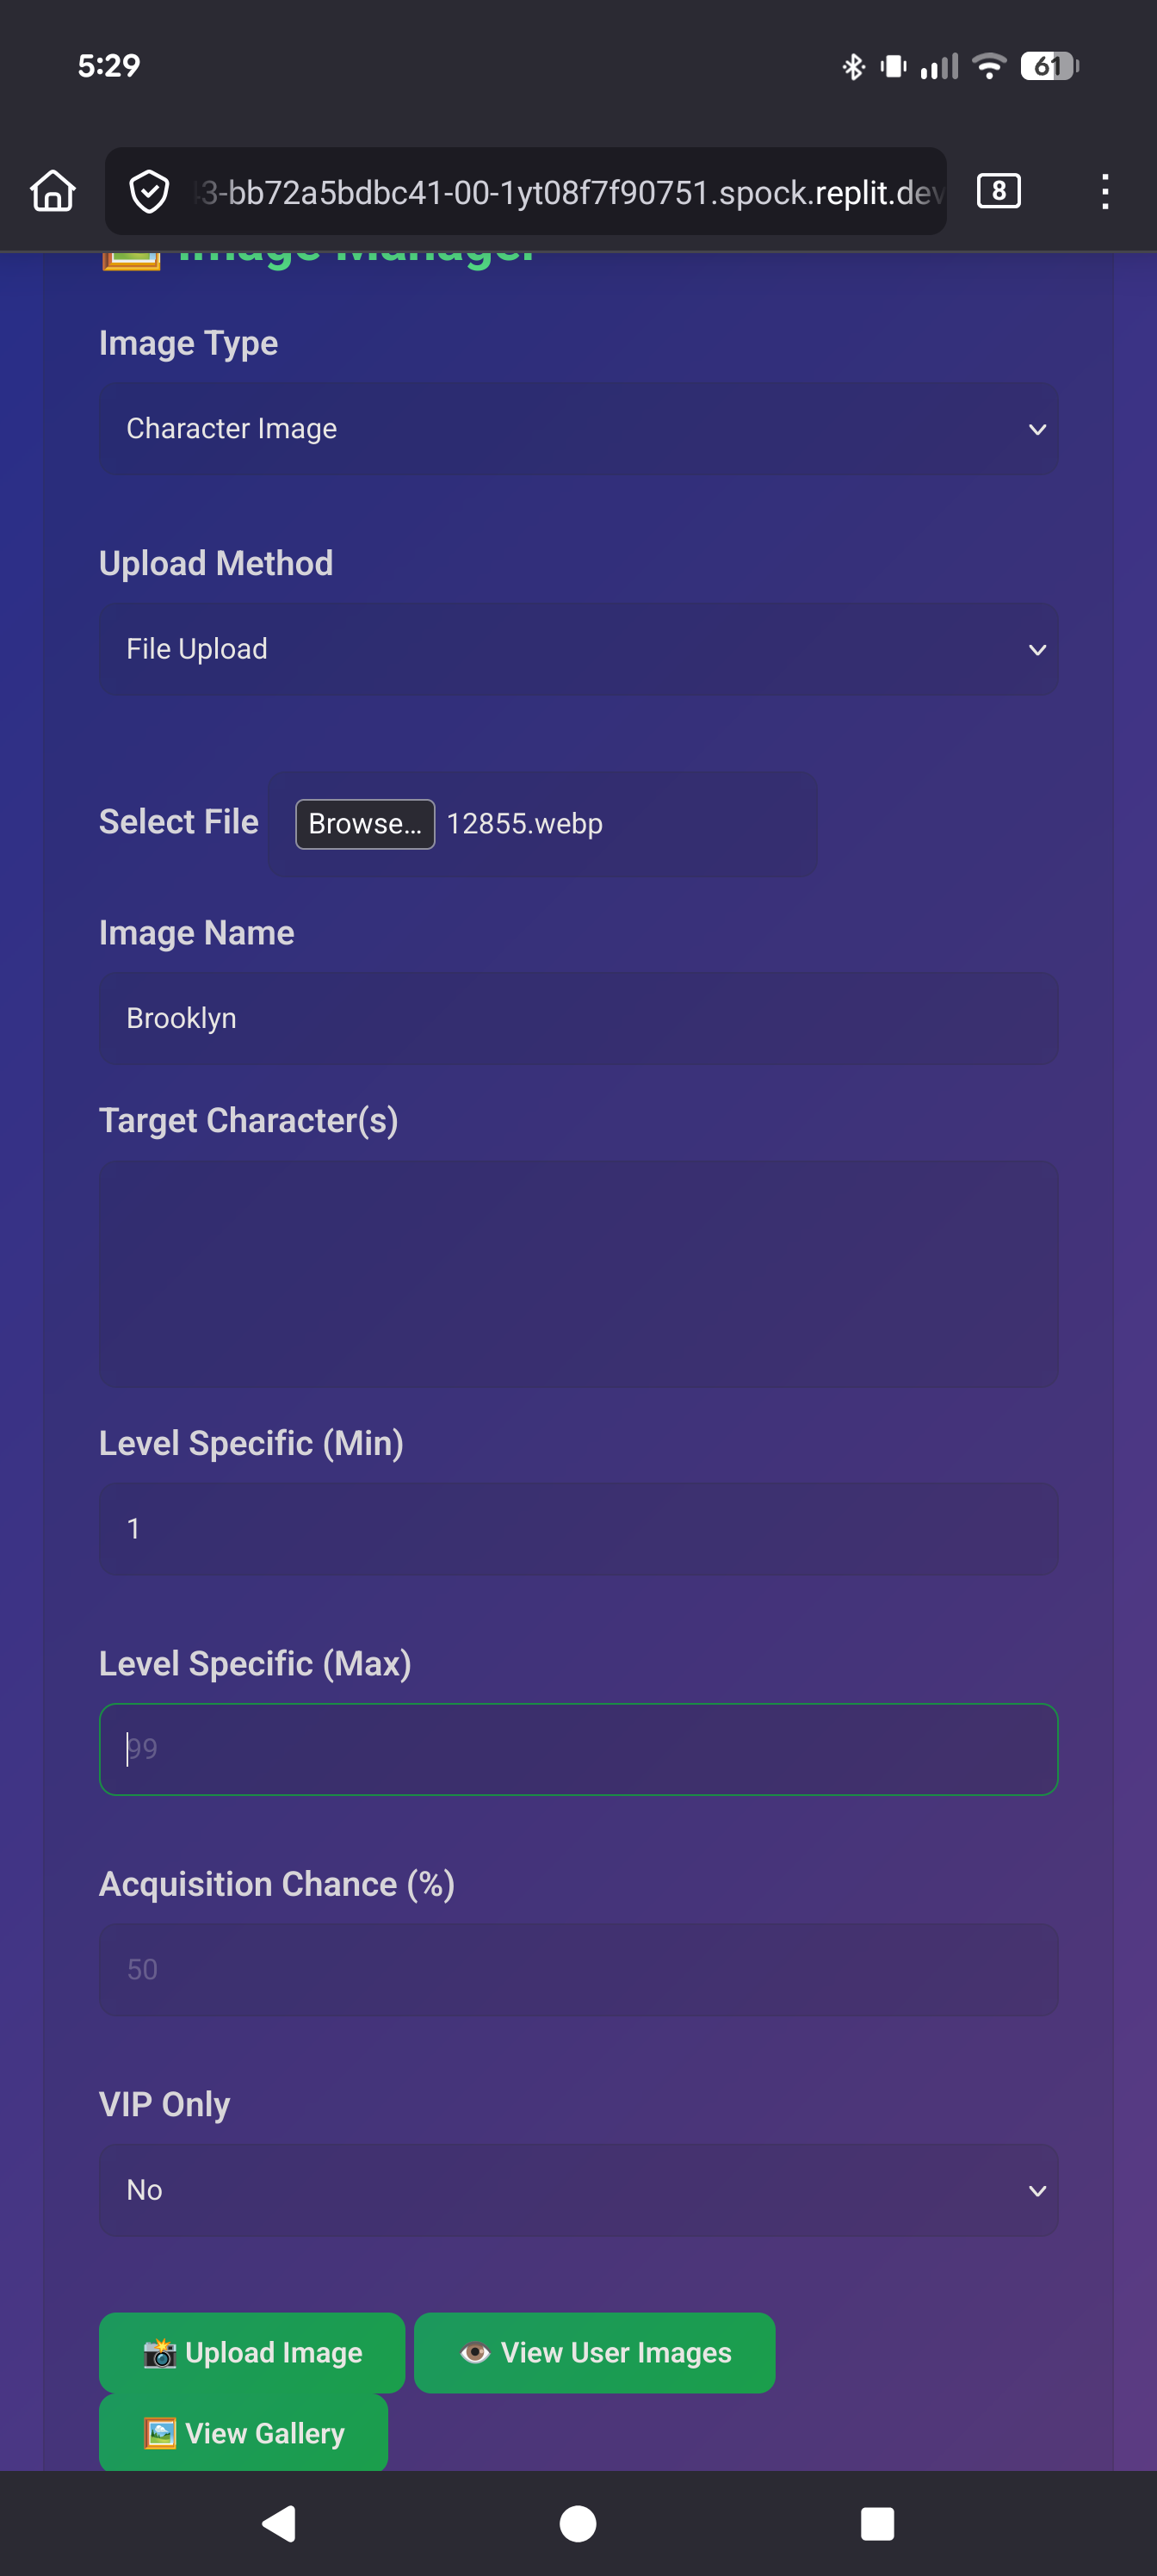 5:29
61
3-bb72a5bdbc41-00-1yt08f7f90751.spock.replit.dev
8
Image Manager
Image Type
Character Image
Upload Method
File Upload
Select File
Browse... 12855.webp
Image Name
Brooklyn
Target Character(s)
Level Specific (Min)
1
Level Specific (Max)
99
Acquisition Chance (%)
50
VIP Only
No
Upload Image
View User Images
View Gallery